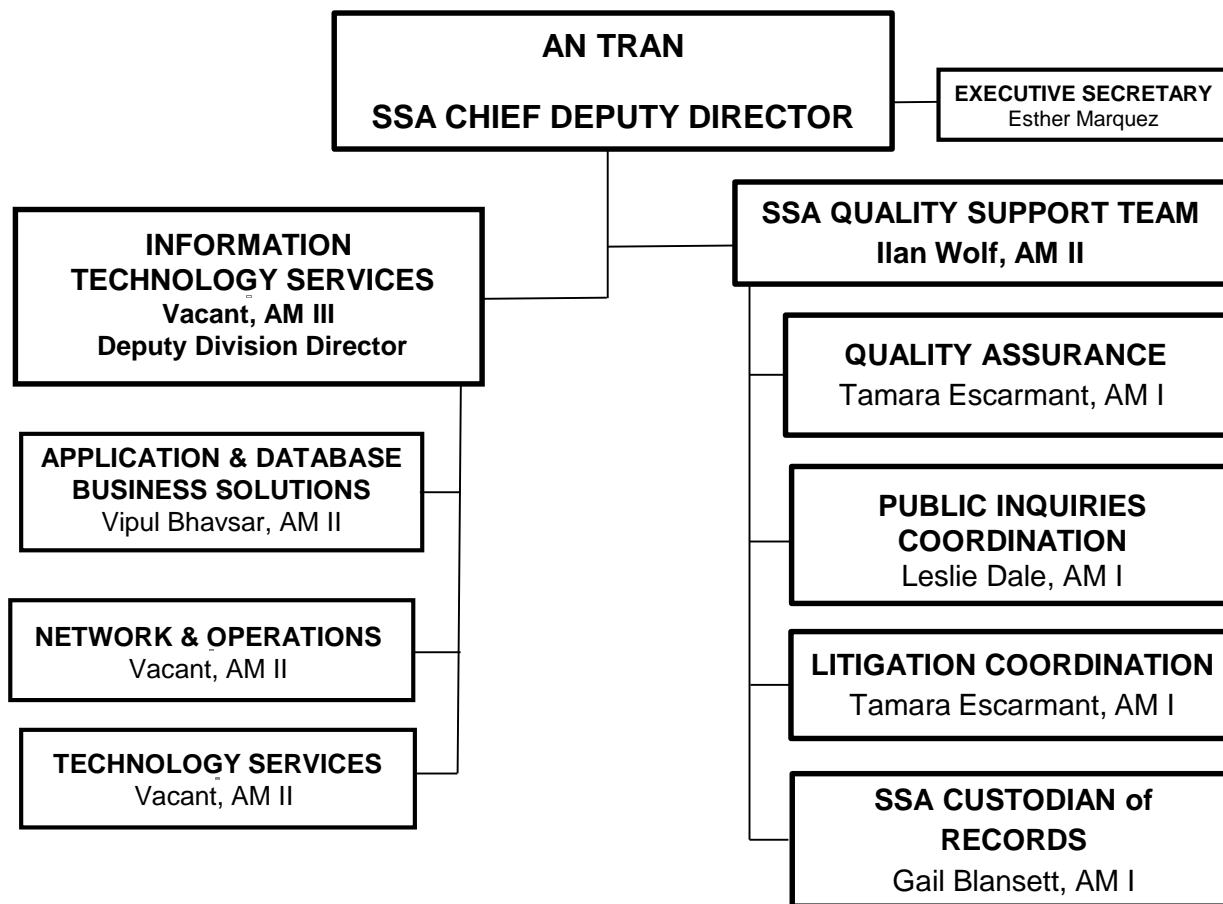 AN TRAN
SSA CHIEF DEPUTY DIRECTOR
EXECUTIVE SECRETARY
Esther Marquez
INFORMATION
TECHNOLOGY SERVICES
Vacant, AM III
Deputy Division Director
APPLICATION & DATABASE
BUSINESS SOLUTIONS
Vipul Bhavsar, AM II
NETWORK & OPERATIONS
Vacant, AM II
TECHNOLOGY SERVICES
Vacant, AM II
SSA QUALITY SUPPORT TEAM
Ilan Wolf, AM II
QUALITY ASSURANCE
Tamara Escarmant, AM I
PUBLIC INQUIRIES
COORDINATION
Leslie Dale, AM I
LITIGATION COORDINATION
Tamara Escarmant, AM I
SSA CUSTODIAN of
RECORDS
Gail Blansett, AM I